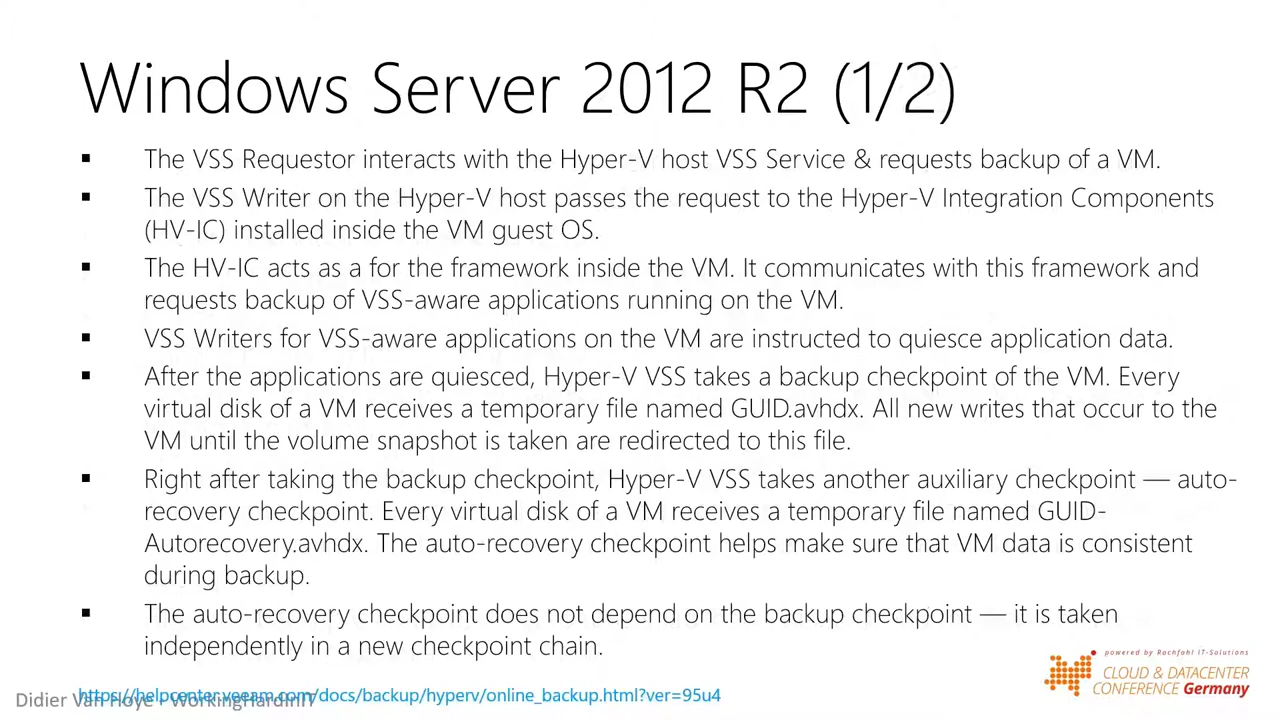 Windows Server 2012 R2 (1/2)
▪ The VSS Requestor interacts with the Hyper-V host VSS Service & requests backup of a VM.
▪ The VSS Writer on the Hyper-V host passes the request to the Hyper-V Integration Components
(HV-IC) installed inside the VM guest OS.
▪ The HV-IC acts as a for the framework inside the VM. It communicates with this framework and
requests backup of VSS-aware applications running on the VM.
▪ VSS Writers for VSS-aware applications on the VM are instructed to quiesce application data.
▪ After the applications are quiesced, Hyper-V VSS takes a backup checkpoint of the VM. Every
virtual disk of a VM receives a temporary file named GUID.avhdx. All new writes that occur to the
VM until the volume snapshot is taken are redirected to this file.
▪ Right after taking the backup checkpoint, Hyper-V VSS takes another auxiliary checkpoint — auto-
recovery checkpoint. Every virtual disk of a VM receives a temporary file named GUID-
Autorecovery.avhdx. The auto-recovery checkpoint helps make sure that VM data is consistent
during backup.
▪ The auto-recovery checkpoint does not depend on the backup checkpoint — it is taken
independently in a new checkpoint chain.
https://helpcenter.veeam.com/docs/backup/hyperv/online_backup.html?ver=95u4
Didier Van Hoye - WorkingHardinIT
powered by Rachfahl IT-Solutions
CLOUD & DATACENTER
CONFERENCE Germany